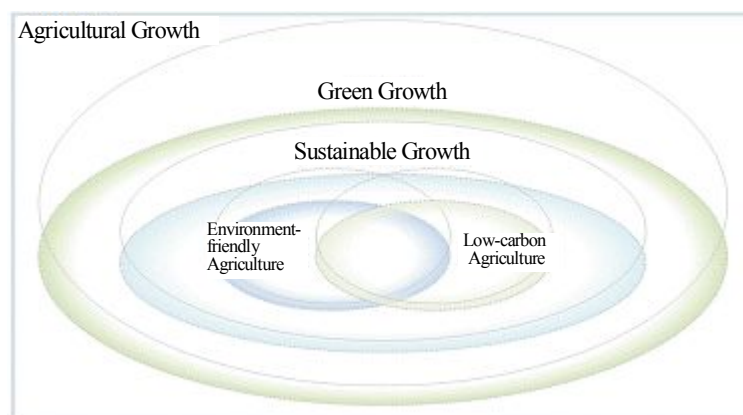 Agricultural Growth
Green Growth
Sustainable Growth
Environment-
friendly
Agriculture
Low-carbon
Agriculture